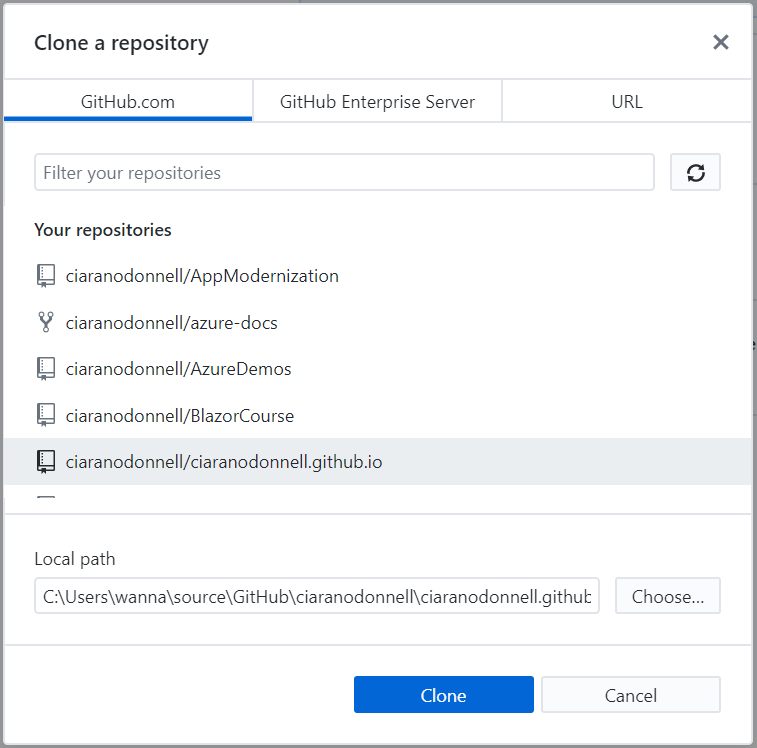 Clone a repository
GitHub.com
GitHub Enterprise Server
URL
Filter your repositories
Your repositories
ciaranodonnell/AppModernization
ciaranodonnell/azure-docs
ciaranodonnell/AzureDemos
ciaranodonnell/BlazorCourse
ciaranodonnell/ciaranodonnell.github.io
Local path
C:\Users\wanna\source\GitHub\ciaranodonnell\ciaranodonnell.github
Choose...
Clone
Cancel